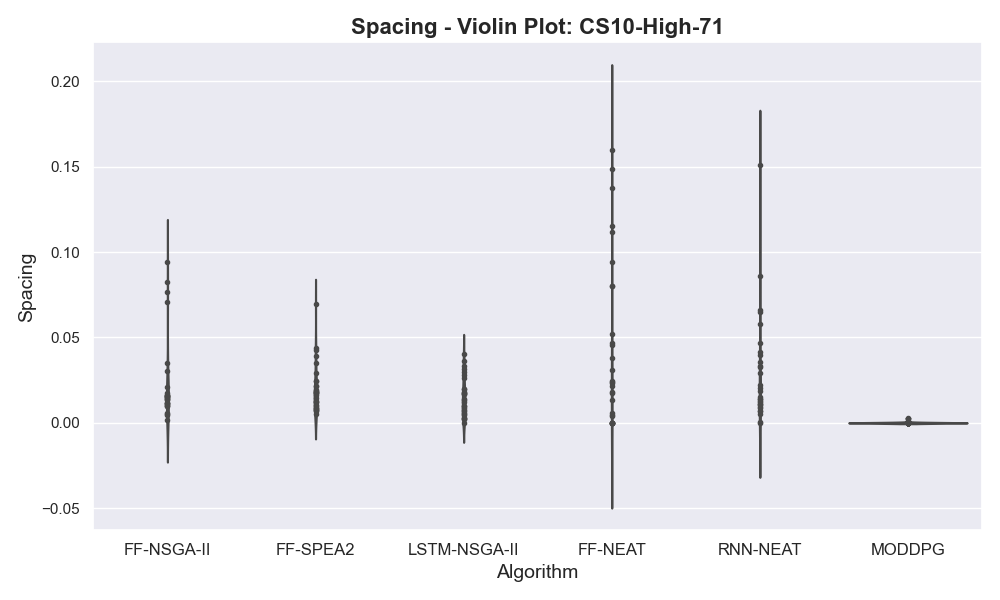 Spacing - Violin Plot: CS10-High-71
0.20
0.15
0.10
0.05
0.00
−0.05
Spacing
FF-NSGA-II FF-SPEA2 LSTM-NSGA-II FF-NEAT RNN-NEAT MODDPG
Algorithm